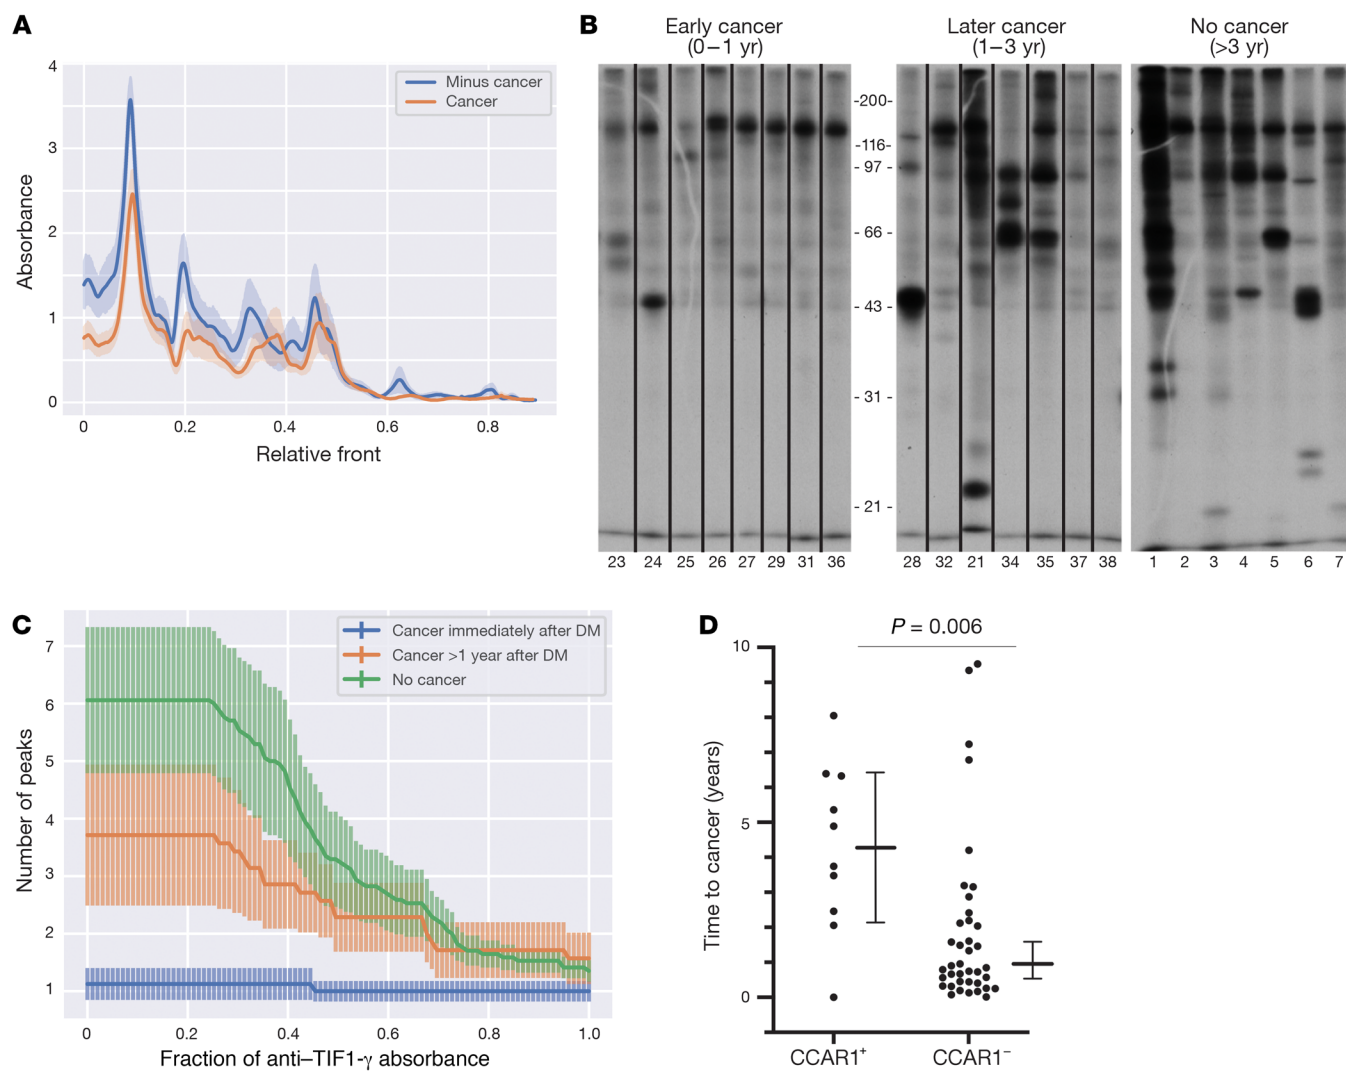 A
4
3
2
1
0
Absorbance
Minus cancer
Cancer
0
0.2
0.4
0.6
0.8
Relative front
B
Early cancer
(0–1 yr)
Later cancer
(1–3 yr)
No cancer
(>3 yr)
-200-
-116-
- 97 -
- 66 -
- 43 -
- 31 -
- 21 -
23 24 25 26 27 29 31 36
28 32 21 34 35 37 38
1 2 3 4 5 6 7
C
7
6
5
4
3
2
1
Number of peaks
Cancer immediately after DM
Cancer >1 year after DM
No cancer
0
0.2
0.4
0.6
0.8
1.0
Fraction of anti–TIF1-γ absorbance
D
P = 0.006
10
5
0
Time to cancer (years)
CCAR1⁺
CCAR1⁻